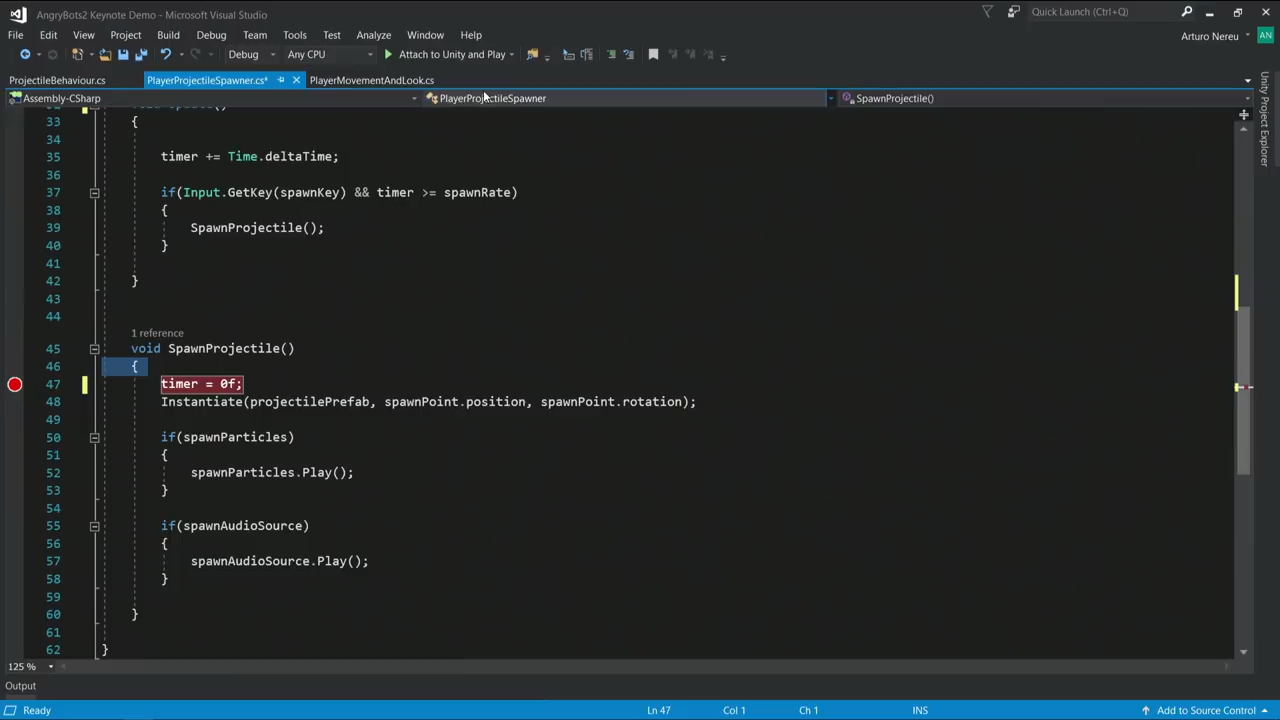 AngryBots2 Keynote Demo - Microsoft Visual Studio
Quick Launch (Ctrl+Q)
File Edit View Project Build Debug Team Tools Test Analyze Window Help
Arturo Nereu AN
Debug Any CPU Attach to Unity and Play
ProjectileBehaviour.cs PlayerProjectileSpawner.cs* PlayerMovementAndLook.cs
Assembly-CSharp PlayerProjectileSpawner SpawnProjectile()
Unity Project Explorer
33 {
34
35 timer += Time.deltaTime;
36
37 if(Input.GetKey(spawnKey) && timer >= spawnRate)
38 {
39 SpawnProjectile();
40 }
41
42 }
43
44
1 reference
45 void SpawnProjectile()
46 {
47 timer = 0f;
48 Instantiate(projectilePrefab, spawnPoint.position, spawnPoint.rotation);
49
50 if(spawnParticles)
51 {
52 spawnParticles.Play();
53 }
54
55 if(spawnAudioSource)
56 {
57 spawnAudioSource.Play();
58 }
59
60 }
61
62 }
125 %
Output
Ready Ln 47 Col 1 Ch 1 INS Add to Source Control